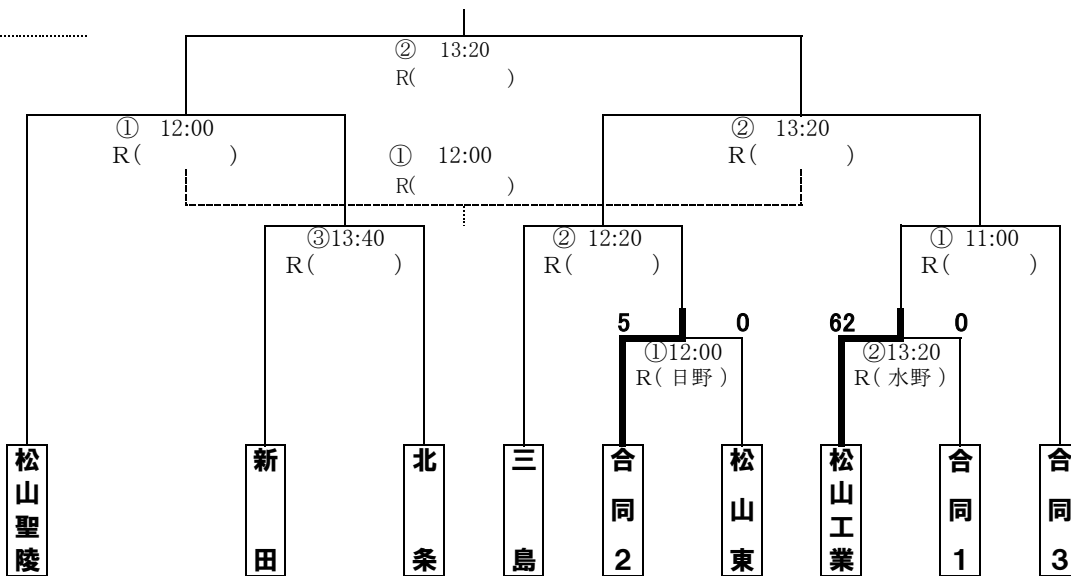 ② 13:20
R( )
① 12:00
R( )
① 12:00
R( )
② 13:20
R( )
③13:40
R( )
② 12:20
R( )
① 11:00
R( )
5 0
①12:00
R( 日野 )
62 0
②13:20
R( 水野 )
松山聖陵
新田
北条
三島
合同2
松山東
松山工業
合同1
合同3